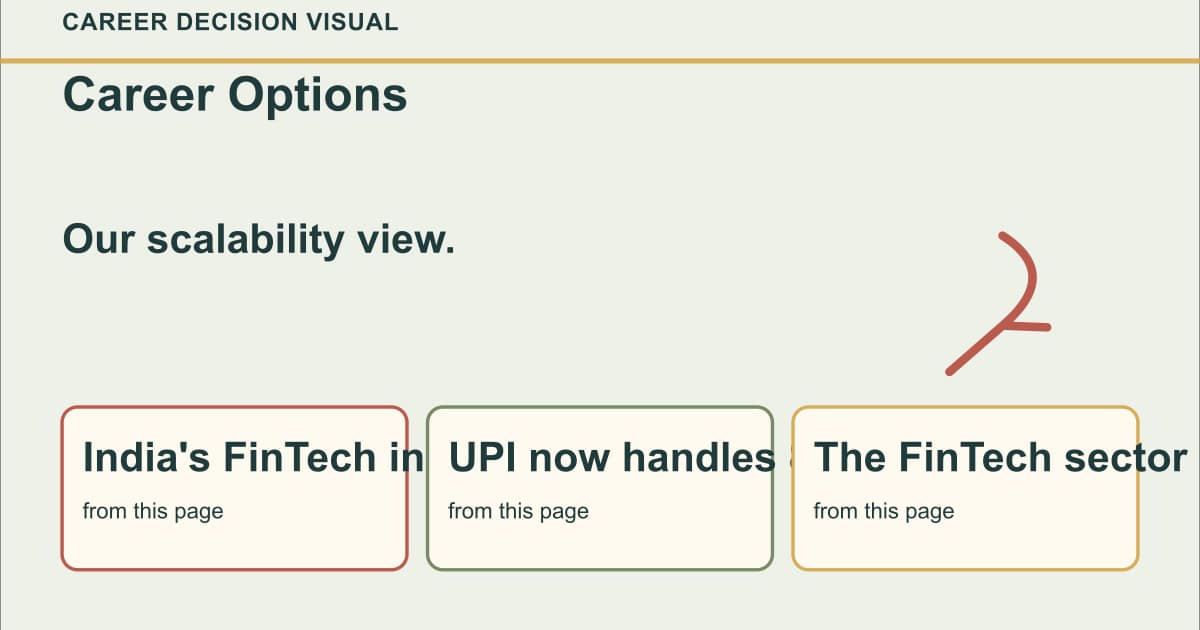 CAREER DECISION VISUAL
Career Options
Our scalability view.
India's FinTech in
UPI now handles
The FinTech sector
from this page
from this page
from this page